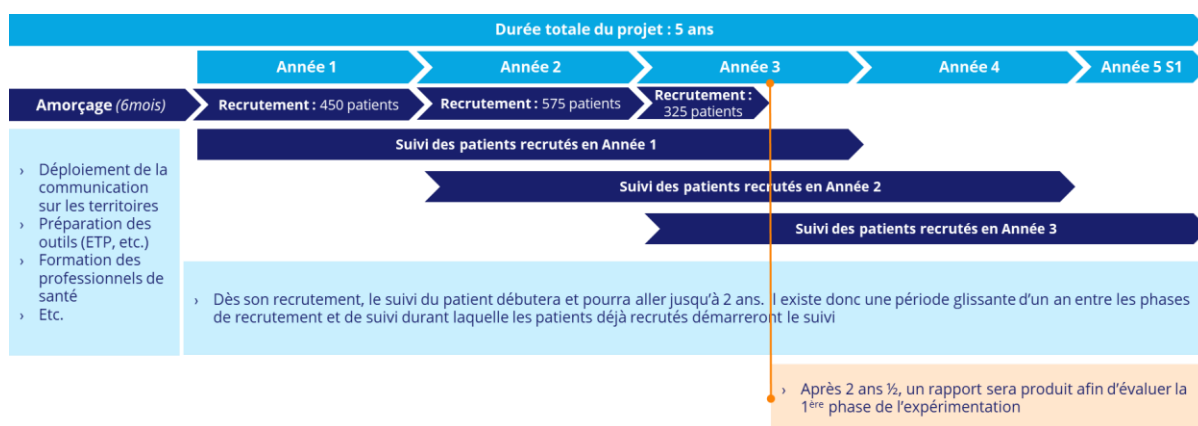 Durée totale du projet : 5 ans
Année 1
Année 2
Année 3
Année 4
Année 5 S1
Amorçage (6mois)
Recrutement : 450 patients
Recrutement : 575 patients
Recrutement :
325 patients
Suivi des patients recrutés en Année 1
Suivi des patients recrutés en Année 2
Suivi des patients recrutés en Année 3
› Déploiement de la
communication
sur les territoires
› Préparation des
outils (ETP, etc.)
› Formation des
professionnels de
santé
› Etc.
› Dès son recrutement, le suivi du patient débutera et pourra aller jusqu’à 2 ans. Il existe donc une période glissante d’un an entre les phases
de recrutement et de suivi durant laquelle les patients déjà recrutés démarreront le suivi
› Après 2 ans ½, un rapport sera produit afin d’évaluer la
1ère phase de l’expérimentation